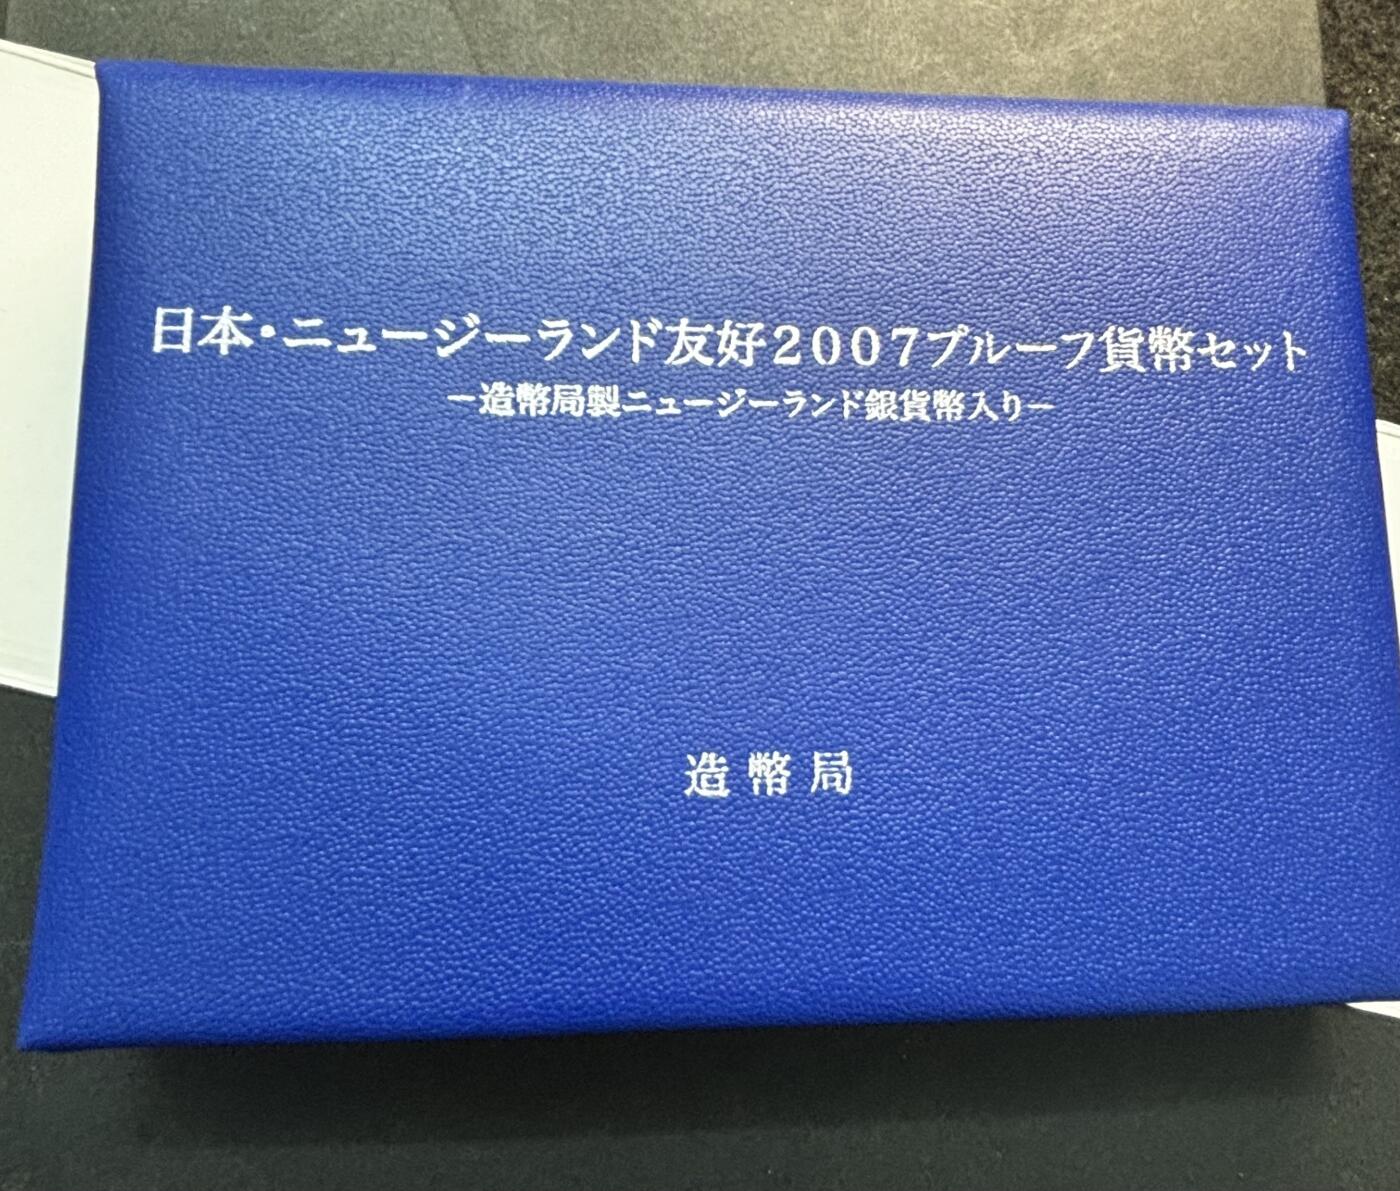 日本・ニュージーランド友好2007プルーフ貨幣セット
－造幣局製ニュージーランド銀貨幣入り－
造幣局